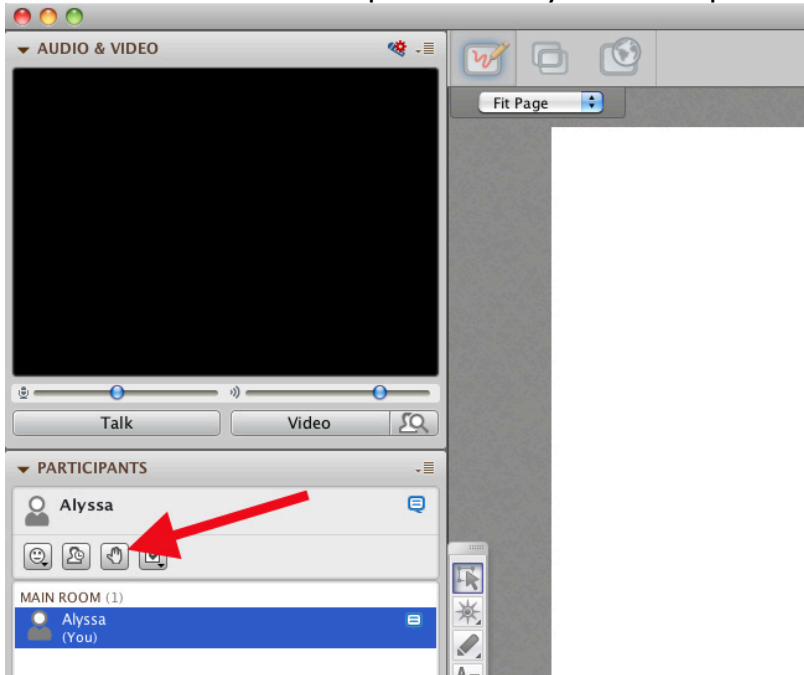 AUDIO & VIDEO
Fit Page
Talk
Video
PARTICIPANTS
Alyssa
MAIN ROOM (1)
Alyssa
(You)